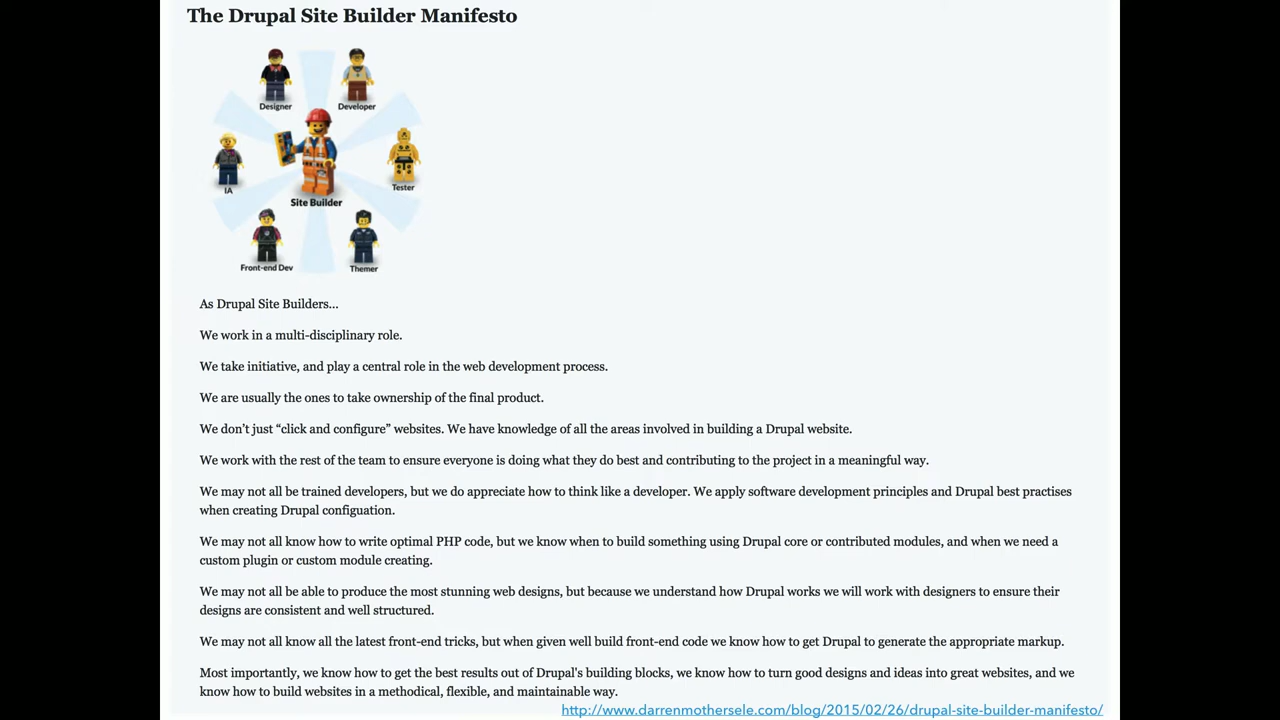 The Drupal Site Builder Manifesto
Designer
Developer
IA
Tester
Site Builder
Front-end Dev
Themer
As Drupal Site Builders...
We work in a multi-disciplinary role.
We take initiative, and play a central role in the web development process.
We are usually the ones to take ownership of the final product.
We don't just “click and configure” websites. We have knowledge of all the areas involved in building a Drupal website.
We work with the rest of the team to ensure everyone is doing what they do best and contributing to the project in a meaningful way.
We may not all be trained developers, but we do appreciate how to think like a developer. We apply software development principles and Drupal best practises
when creating Drupal configuation.
We may not all know how to write optimal PHP code, but we know when to build something using Drupal core or contributed modules, and when we need a
custom plugin or custom module creating.
We may not all be able to produce the most stunning web designs, but because we understand how Drupal works we will work with designers to ensure their
designs are consistent and well structured.
We may not all know all the latest front-end tricks, but when given well build front-end code we know how to get Drupal to generate the appropriate markup.
Most importantly, we know how to get the best results out of Drupal's building blocks, we know how to turn good designs and ideas into great websites, and we
know how to build websites in a methodical, flexible, and maintainable way.
http://www.darrenmothersele.com/blog/2015/02/26/drupal-site-builder-manifesto/